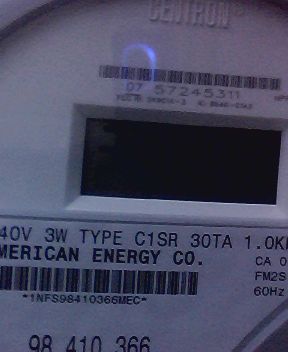 CENTRON
07 57245311
40V 3W TYPE C1SR 30TA 1.0K
MERICAN ENERGY CO.
CA 0
FM2S
60Hz
*1NFS98410366MEC*
98 410 366